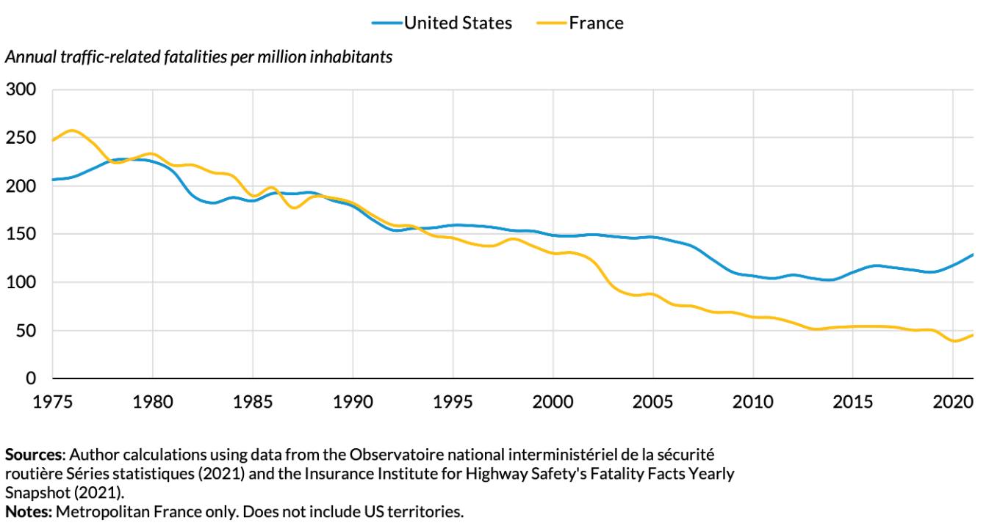 United States France
Annual traffic-related fatalities per million inhabitants
300
250
200
150
100
50
0
1975 1980 1985 1990 1995 2000 2005 2010 2015 2020
Sources: Author calculations using data from the Observatoire national interministériel de la sécurité
routière Séries statistiques (2021) and the Insurance Institute for Highway Safety's Fatality Facts Yearly
Snapshot (2021).
Notes: Metropolitan France only. Does not include US territories.